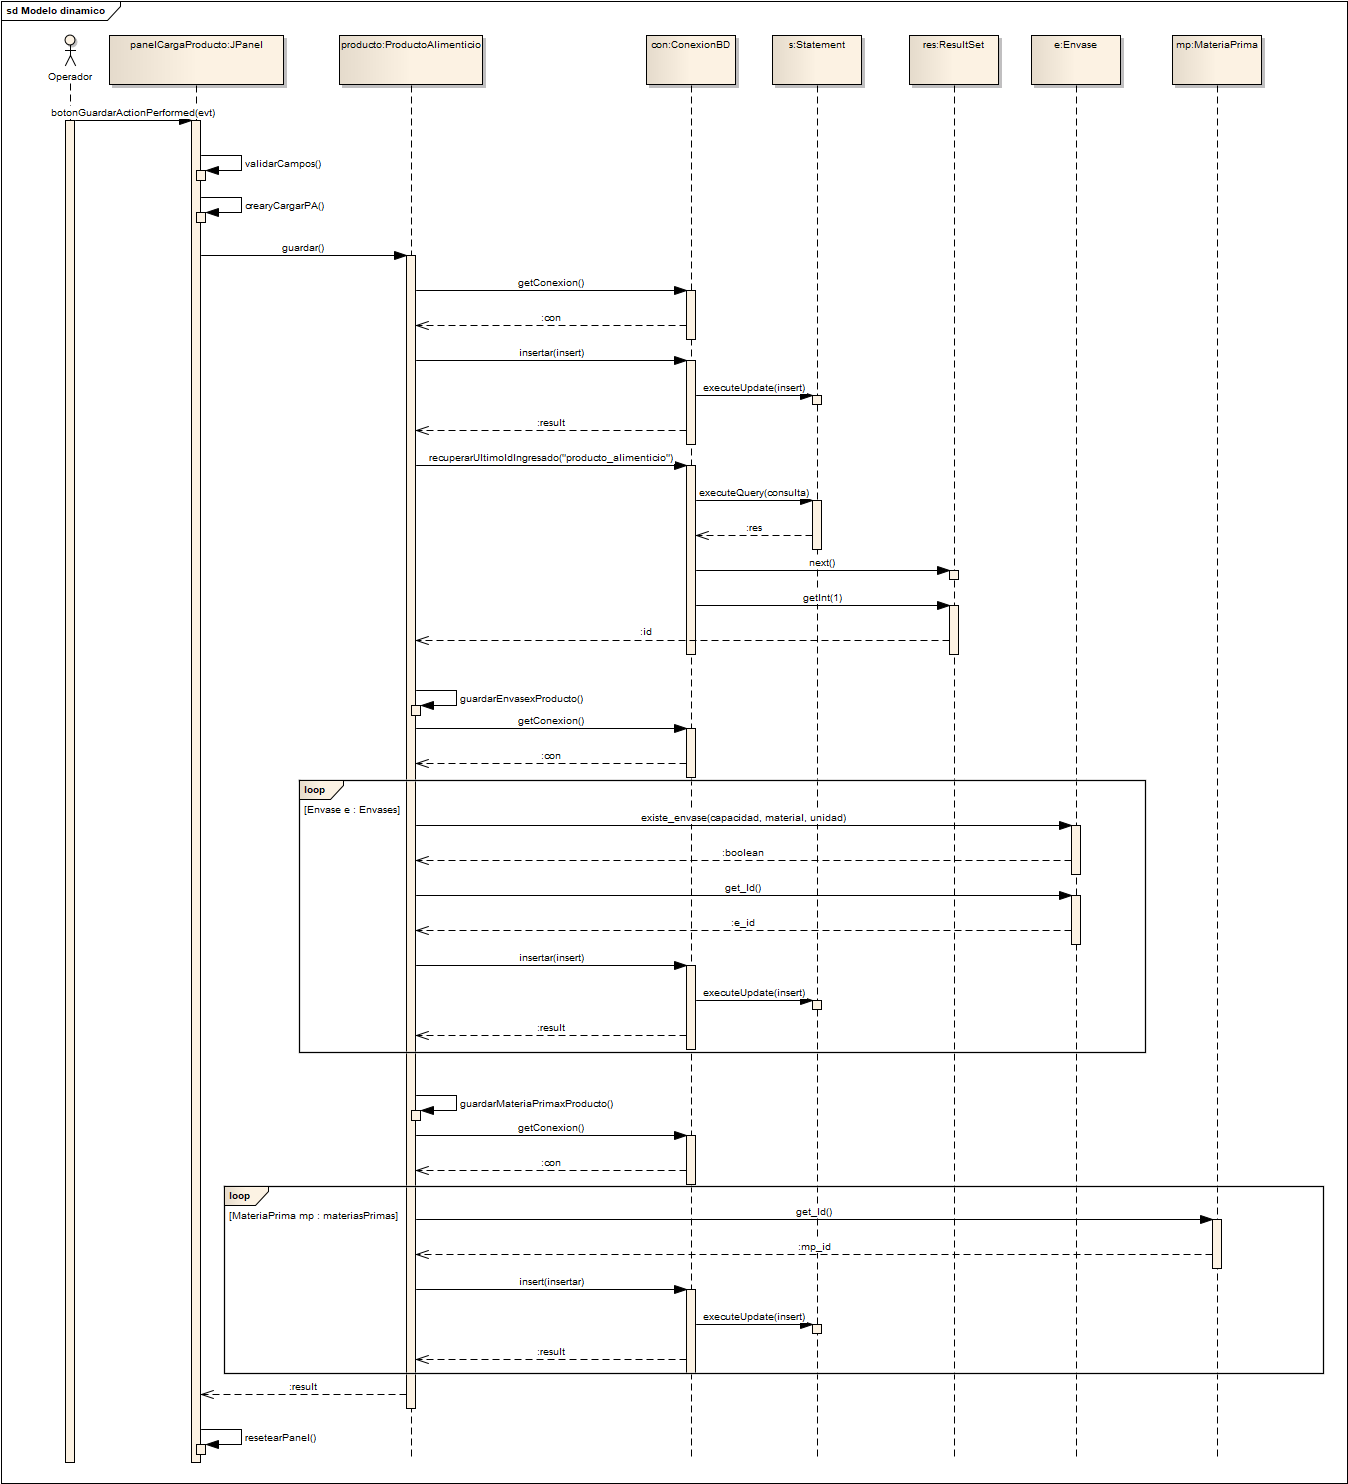 sd Modelo dinamico
Operador
panelCargaProducto:JPanel
producto:ProductoAlimenticio
con:ConexionBD
s:Statement
res:ResultSet
e:Envase
mp:MateriaPrima
botonGuardarActionPerformed(evt)
validarCampos()
crearyCargarPA()
guardar()
getConexion()
:con
insertar(insert)
executeUpdate(insert)
:result
recuperarUltimoIdIngresado("producto_alimenticio")
executeQuery(consulta)
:res
next()
getInt(1)
:id
guardarEnvasexProducto()
getConexion()
:con
loop
[Envase e : Envases]
existe_envase(capacidad, material, unidad)
:boolean
get_Id()
:e_id
insertar(insert)
executeUpdate(insert)
:result
guardarMateriaPrimaxProducto()
getConexion()
:con
loop
[MateriaPrima mp : materiasPrimas]
get_Id()
:mp_id
insert(insertar)
executeUpdate(insert)
:result
:result
resetearPanel()